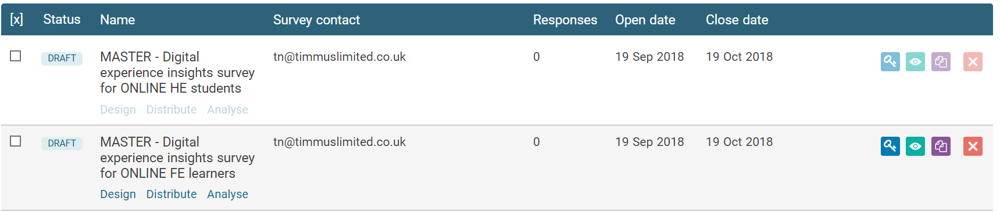 [x] Status Name Survey contact Responses Open date Close date
DRAFT MASTER - Digital tn@timmuslimited.co.uk 0 19 Sep 2018 19 Oct 2018
experience insights survey
for ONLINE HE students
Design Distribute Analyse
DRAFT MASTER - Digital tn@timmuslimited.co.uk 0 19 Sep 2018 19 Oct 2018
experience insights survey
for ONLINE FE learners
Design Distribute Analyse